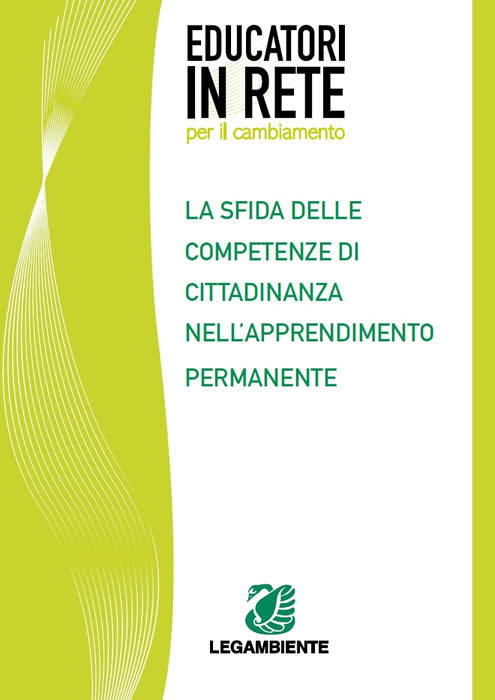 EDUCATORI
IN RETE
per il cambiamento
LA SFIDA DELLE
COMPETENZE DI
CITTADINANZA
NELL'APPRENDIMENTO
PERMANENTE
LEGAMBIENTE